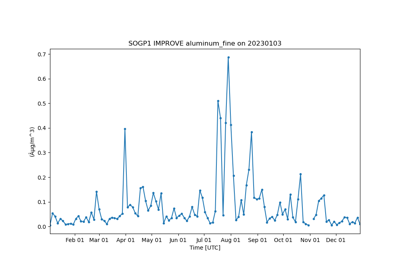 SOGP1 IMPROVE aluminum_fine on 20230103
0.7
0.6
0.5
0.4
0.3
0.2
0.1
0.0
(Âµg/m^3)
Feb 01 Mar 01 Apr 01 May 01 Jun 01 Jul 01 Aug 01 Sep 01 Oct 01 Nov 01 Dec 01
Time [UTC]